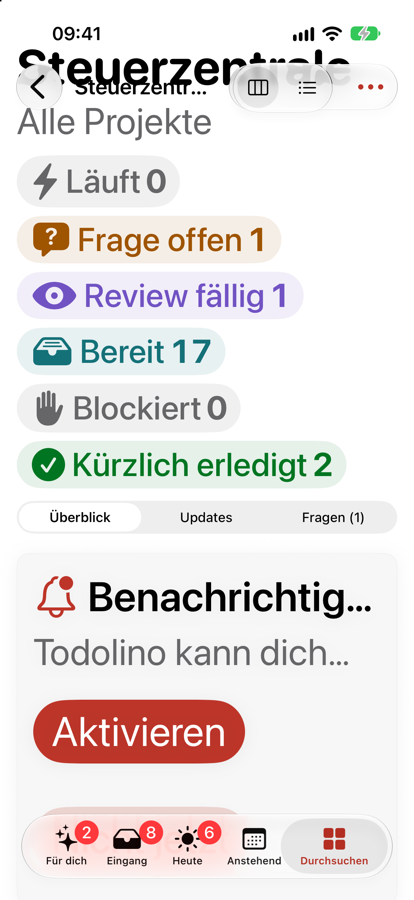 09:41
Steuerzentrale
Steuerzentr...
Alle Projekte
Läuft 0
Frage offen 1
Review fällig 1
Bereit 17
Blockiert 0
Kürzlich erledigt 2
Überblick Updates Fragen (1)
Benachrichtig...
Todolino kann dich...
Aktivieren
2 8 6
Für dich Eingang Heute Anstehend Durchsuchen